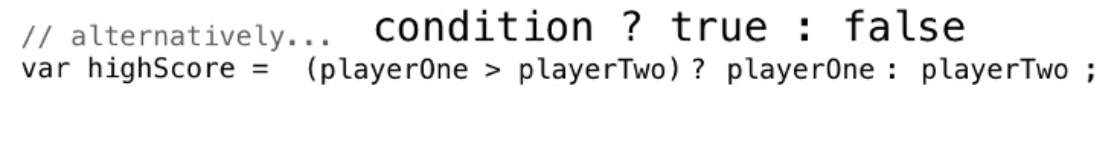 // alternatively... condition ? true : false
var highScore = (playerOne > playerTwo) ? playerOne : playerTwo ;